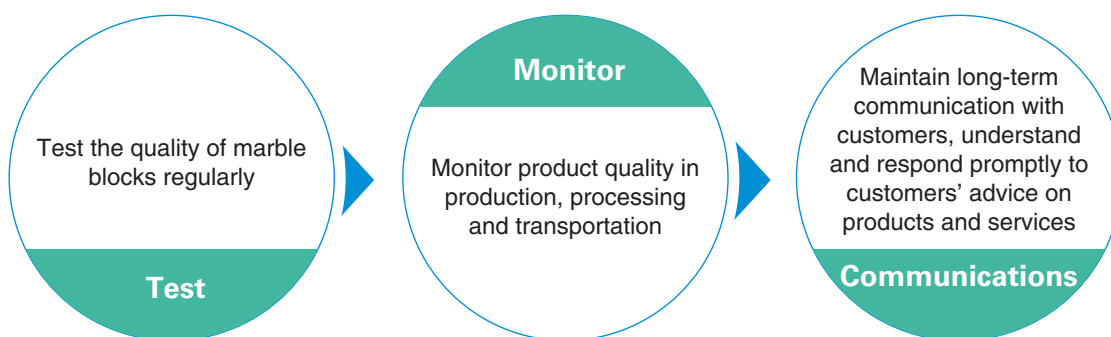 Test the quality of marble
blocks regularly
Test
Monitor
Monitor product quality in
production, processing
and transportation
Maintain long-term
communication with
customers, understand
and respond promptly to
customers’ advice on
products and services
Communications